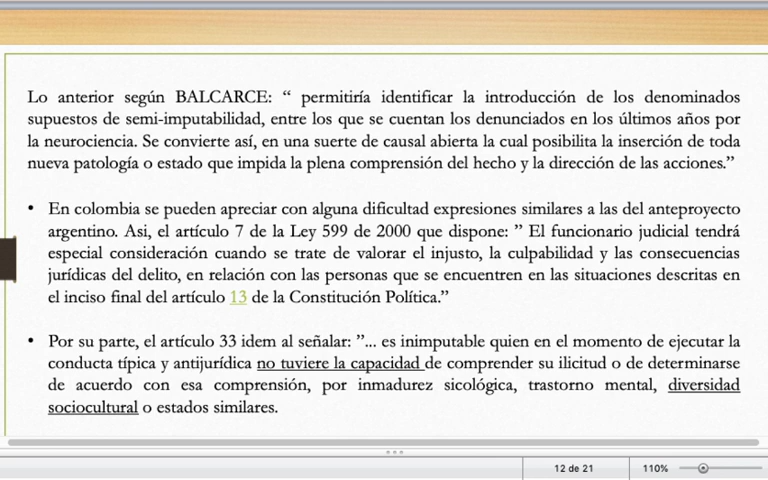 Lo anterior según BALCARCE: “ permitiría identificar la introducción de los denominados
supuestos de semi-imputabilidad, entre los que se cuentan los denunciados en los últimos años por
la neurociencia. Se convierte así, en una suerte de causal abierta la cual posibilita la inserción de toda
nueva patología o estado que impida la plena comprensión del hecho y la dirección de las acciones.”
• En colombia se pueden apreciar con alguna dificultad expresiones similares a las del anteproyecto
argentino. Asi, el artículo 7 de la Ley 599 de 2000 que dispone: ” El funcionario judicial tendrá
especial consideración cuando se trate de valorar el injusto, la culpabilidad y las consecuencias
jurídicas del delito, en relación con las personas que se encuentren en las situaciones descritas en
el inciso final del artículo 13 de la Constitución Política.”
• Por su parte, el artículo 33 idem al señalar: ”... es inimputable quien en el momento de ejecutar la
conducta típica y antijurídica no tuviere la capacidad de comprender su ilicitud o de determinarse
de acuerdo con esa comprensión, por inmadurez sicológica, trastorno mental, diversidad
sociocultural o estados similares.
12 de 21
110%